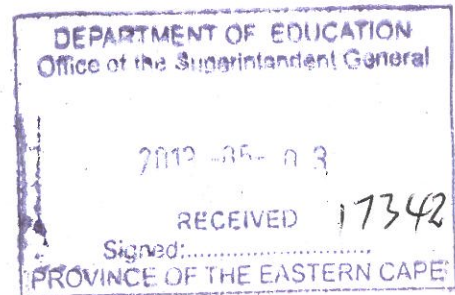 DEPARTMENT OF EDUCATION
Office of the Superintendent General
RECEIVED 17342
Signed:..........................
PROVINCE OF THE EASTERN CAPE